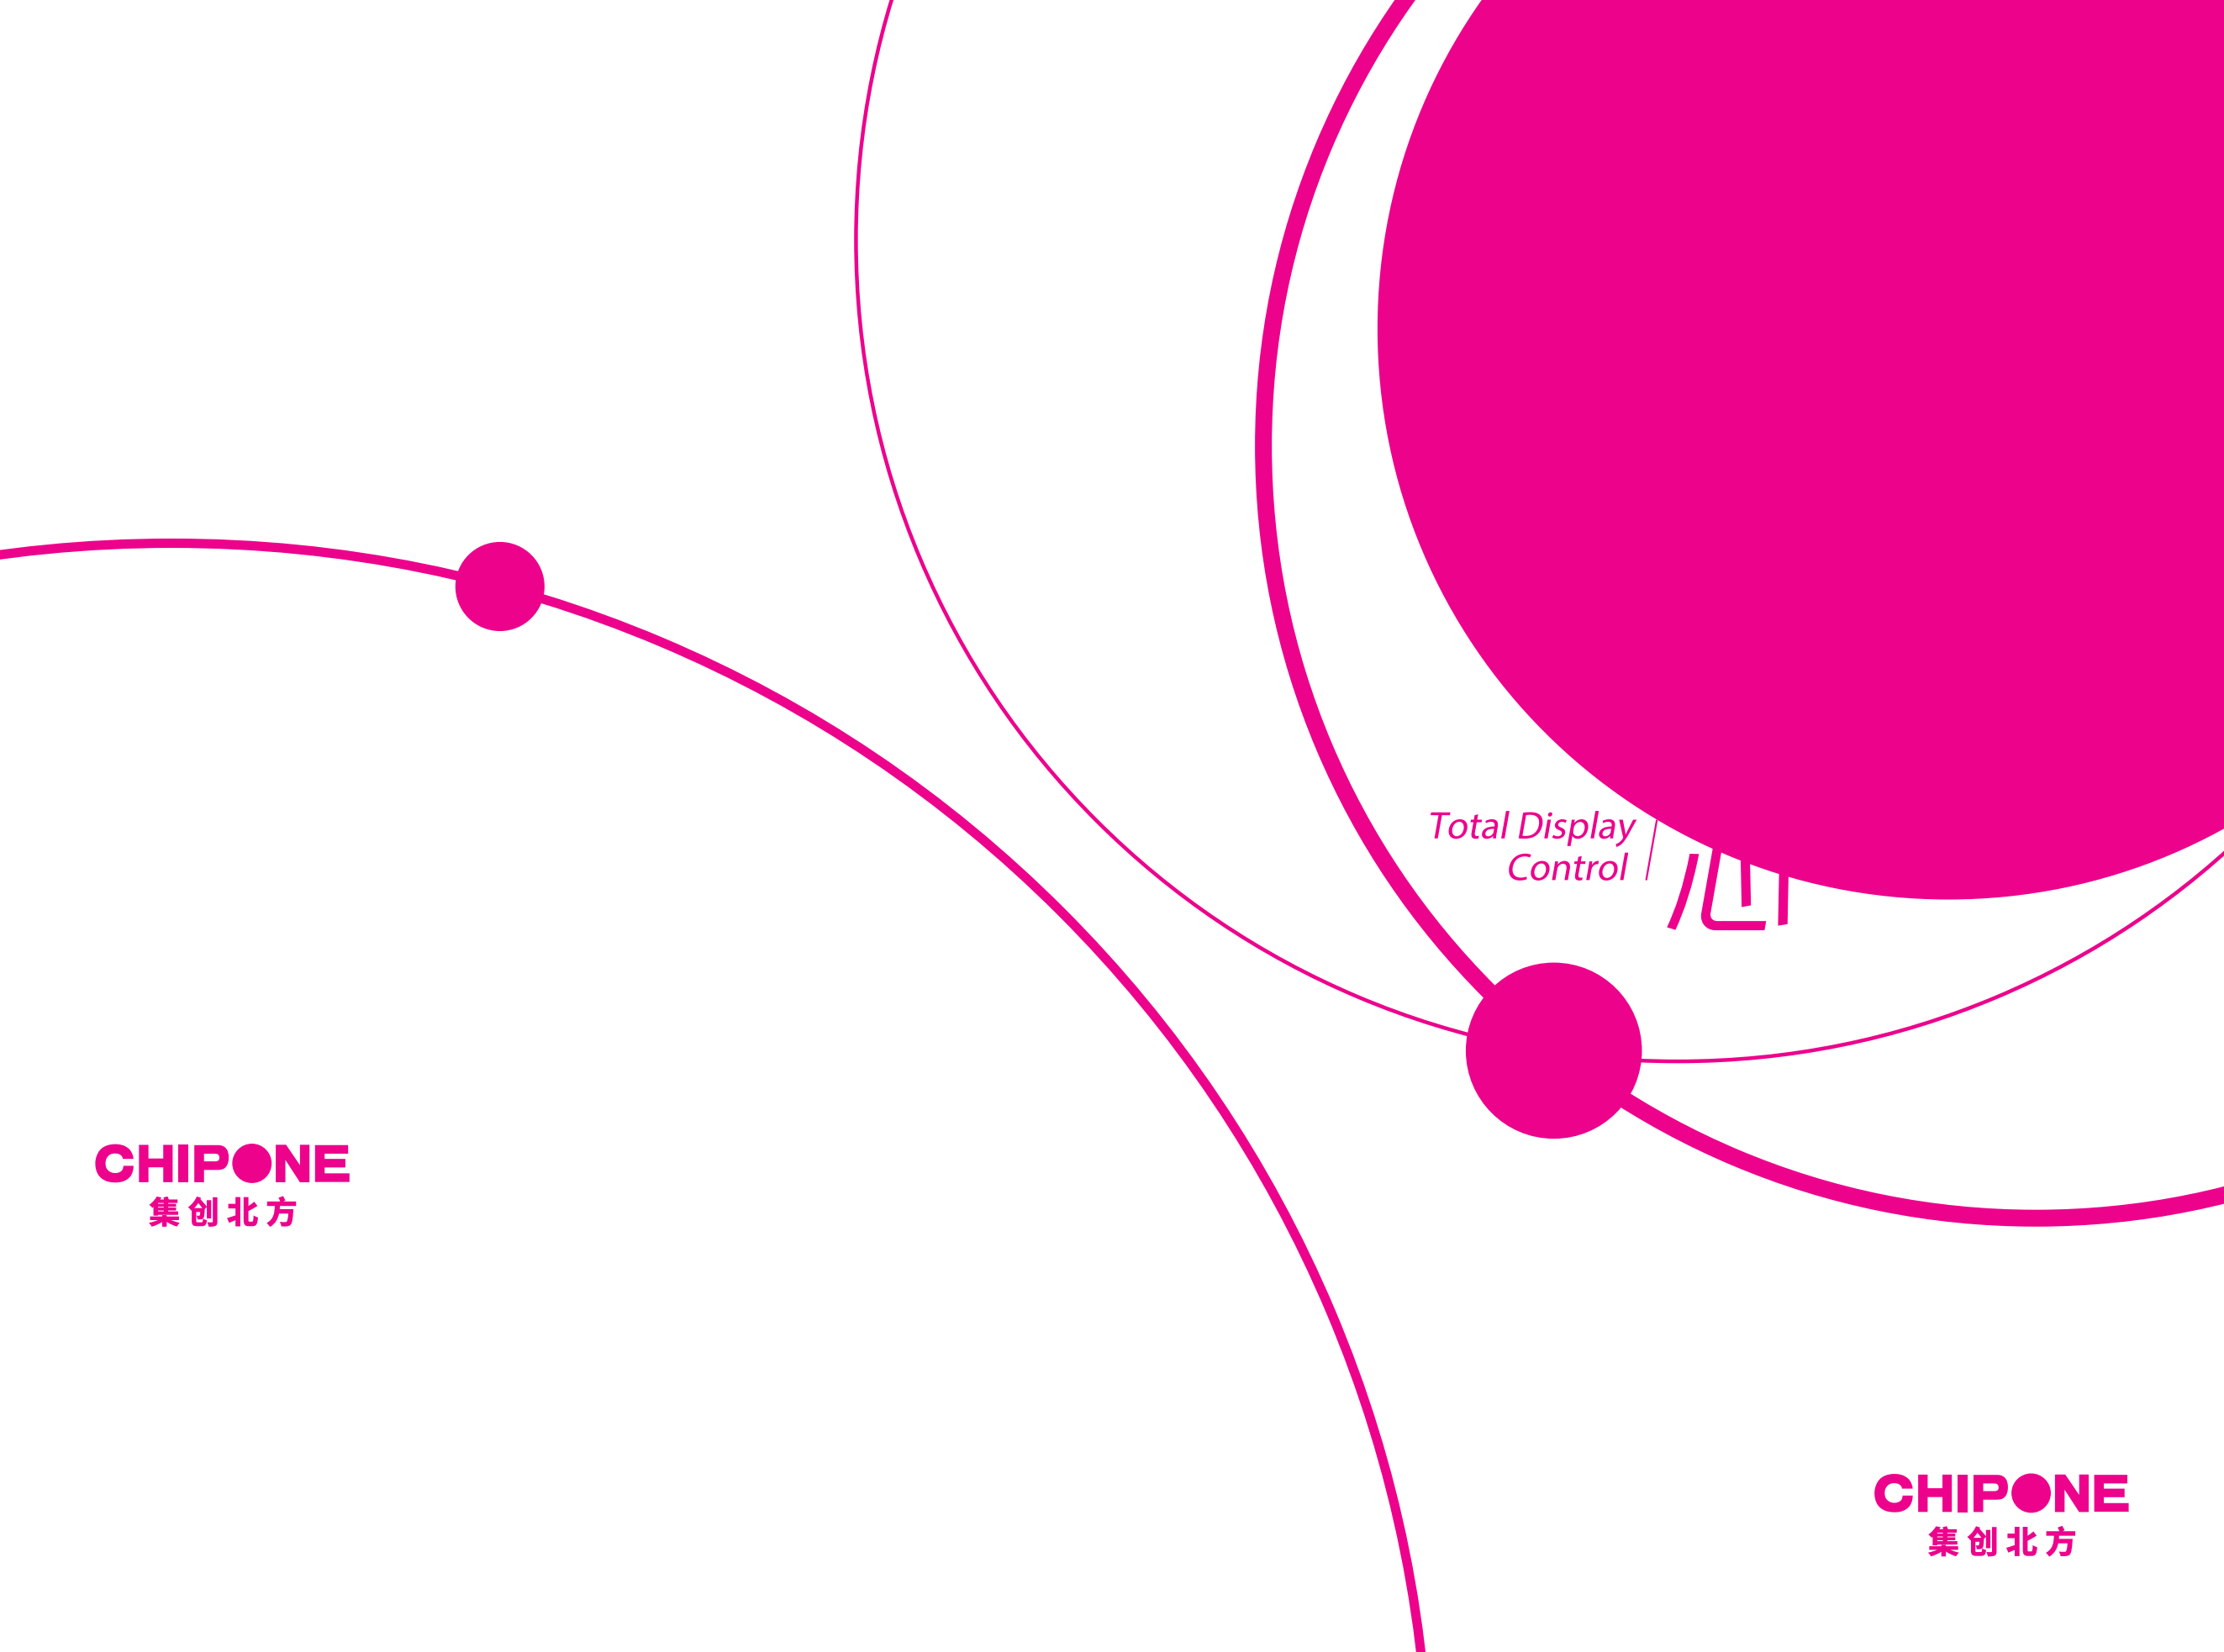 Total Display
Control
CHIPONE
集创北方
CHIPONE
集创北方